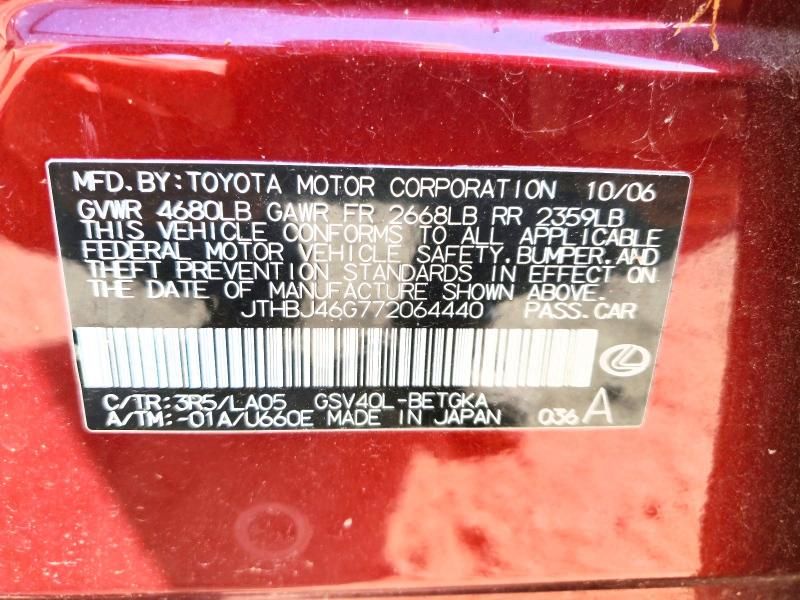 MFD. BY: TOYOTA MOTOR CORPORATION 10/06
GVWR 4680LB GAWR FR 2668LB RR 2359LB
THIS VEHICLE CONFORMS TO ALL APPLICABLE
FEDERAL MOTOR VEHICLE SAFETY. BUMPER. AND
THEFT PREVENTION STANDARDS IN EFFECT ON
THE DATE OF MANUFACTURE SHOWN ABOVE.
JTHBJ46G772064440 PASS. CAR
C/TR: 3R5/LA05 GSV40L-BETGKA
A/TM: -01A/U660E MADE IN JAPAN 036 A